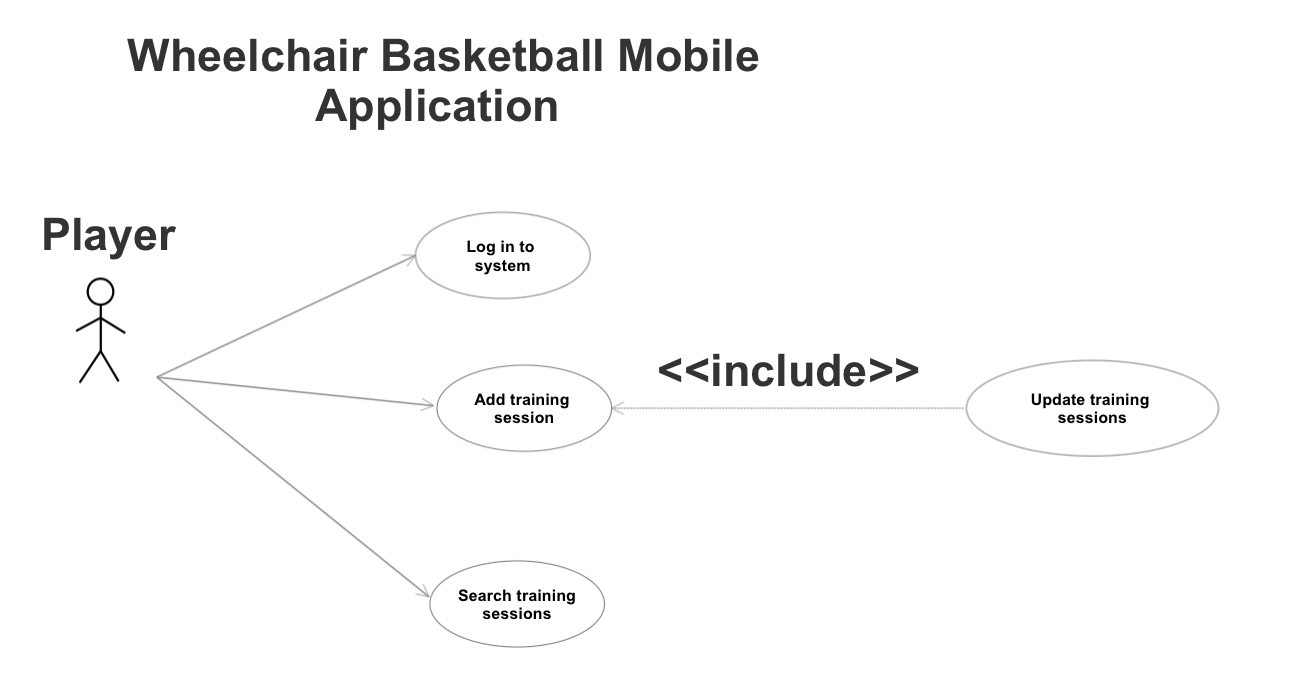 Wheelchair Basketball Mobile
Application
Player
Log in to
system
<<include>>
Add training
session
Update training
sessions
Search training
sessions